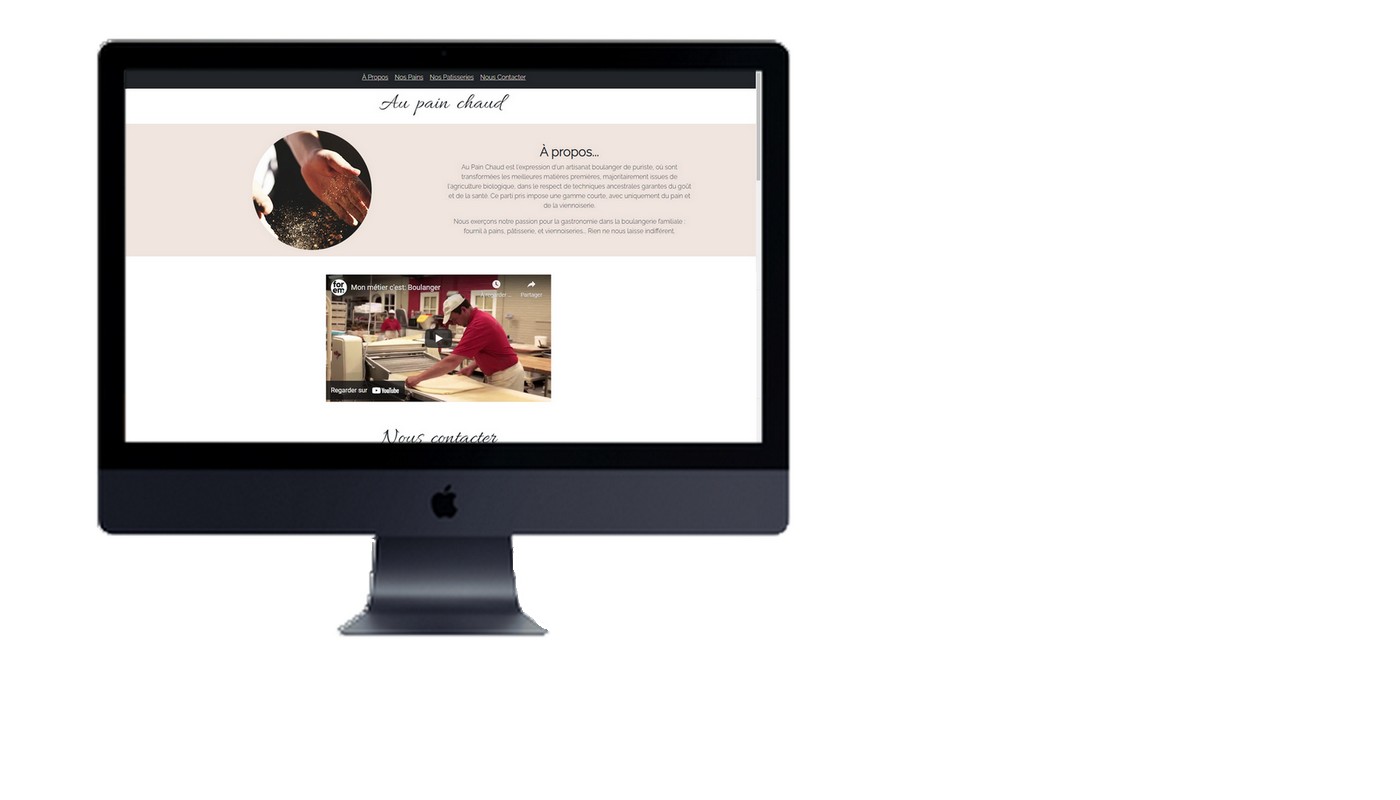 À Propos Nos Pains Nos Patisseries Nous Contacter
Au pain chaud
À propos...
Au Pain Chaud est l'expression d'un artisanat boulanger de puriste, où sont
transformées les meilleures matières premières, majoritairement issues de
l'agriculture biologique, dans le respect de techniques ancestrales garantes du goût
et de la santé. Ce parti pris impose une gamme courte, avec uniquement du pain et
de la viennoiserie.
Nous exerçons notre passion pour la gastronomie dans la boulangerie familiale :
fournil à pains, pâtisserie, et viennoiseries... Rien ne nous laisse indifférent.
for
em
Mon métier c'est: Boulanger
À regarder ... Partager
Regarder sur YouTube
Nous contacter